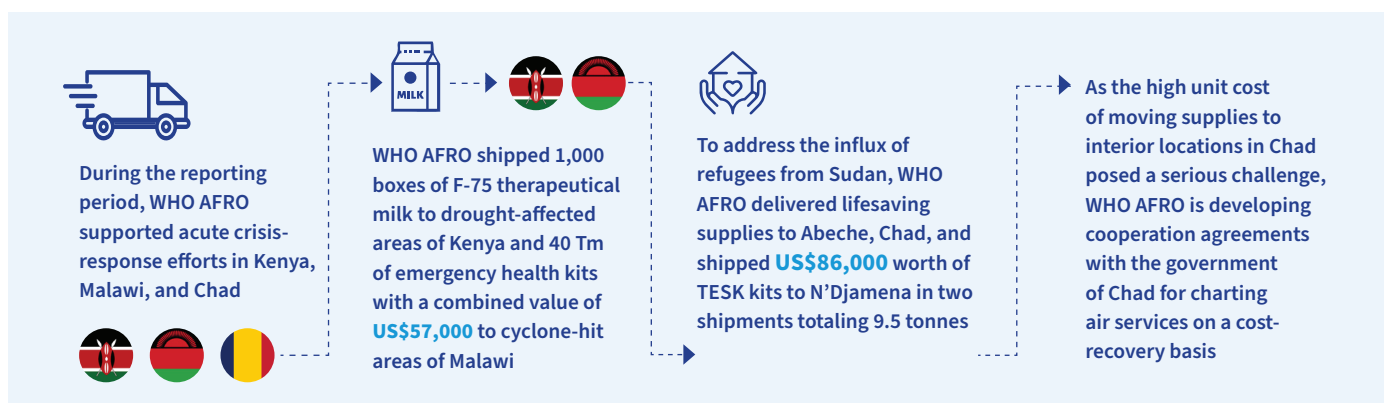 During the reporting
period, WHO AFRO
supported acute crisis-
response efforts in Kenya,
Malawi, and Chad
MILK
WHO AFRO shipped 1,000
boxes of F-75 therapeutical
milk to drought-affected
areas of Kenya and 40 Tm
of emergency health kits
with a combined value of
US$57,000 to cyclone-hit
areas of Malawi
To address the influx of
refugees from Sudan, WHO
AFRO delivered lifesaving
supplies to Abeche, Chad, and
shipped US$86,000 worth of
TESK kits to N’Djamena in two
shipments totaling 9.5 tonnes
As the high unit cost
of moving supplies to
interior locations in Chad
posed a serious challenge,
WHO AFRO is developing
cooperation agreements
with the government
of Chad for charting
air services on a cost-
recovery basis